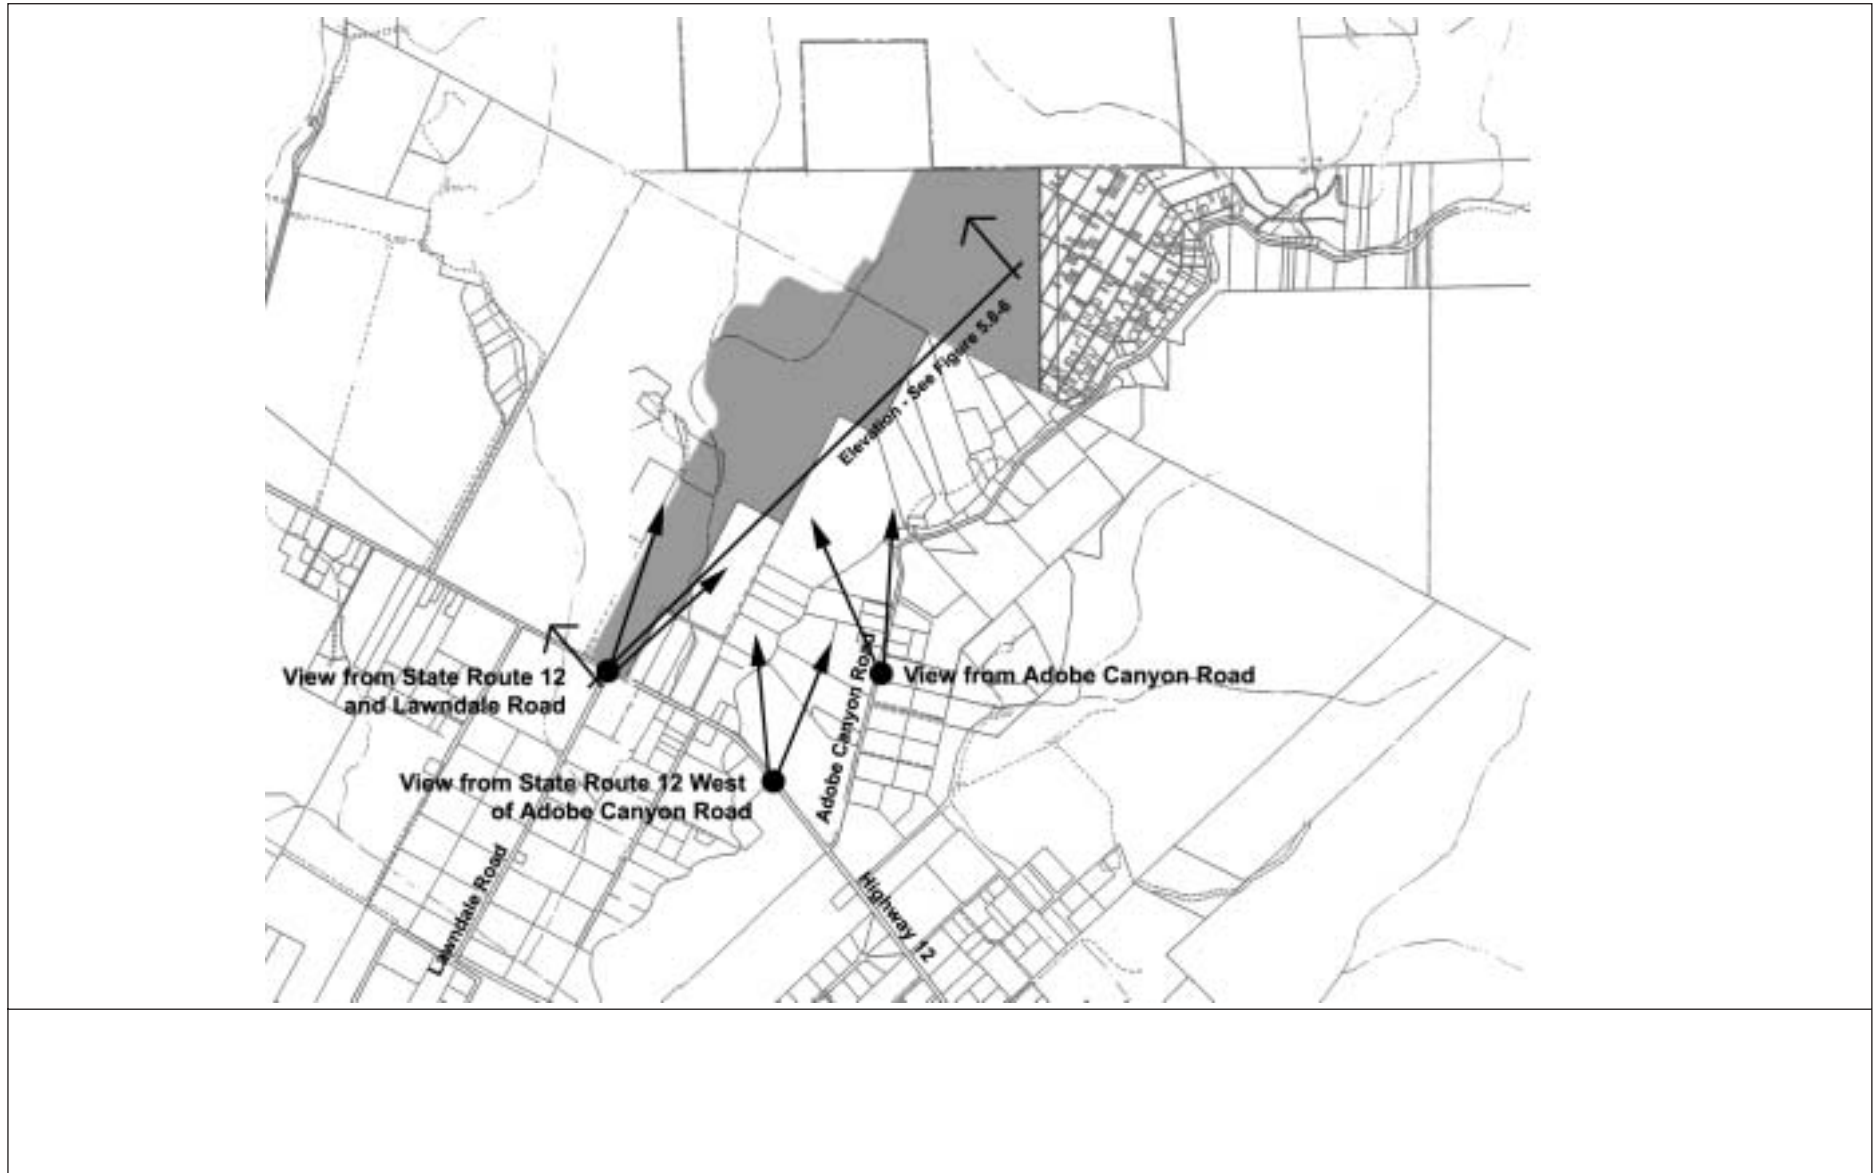 Elevation - See Figure 5.8-6
View from State Route 12
and Lawndale Road
View from Adobe Canyon Road
Adobe Canyon Road
View from State Route 12 West
of Adobe Canyon Road
Lawndale Road
Highway 12